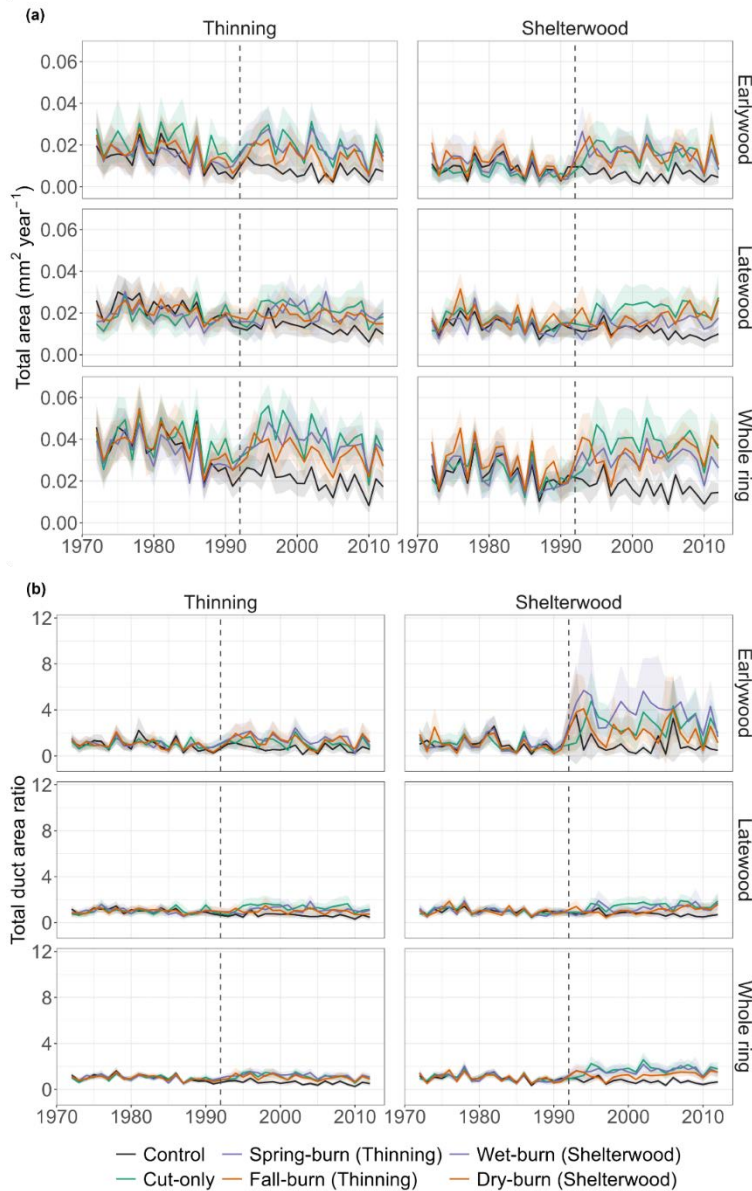 (a)
Thinning
Shelterwood
0.06
0.04
0.02
0.00
Earlywood
0.06
0.04
0.02
0.00
Latewood
0.06
0.04
0.02
0.00
Whole ring
Total area (mm² year⁻¹)
1970 1980 1990 2000 2010 1970 1980 1990 2000 2010
(b)
Thinning
Shelterwood
12
8
4
0
Earlywood
12
8
4
0
Latewood
12
8
4
0
Whole ring
Total duct area ratio
1970 1980 1990 2000 2010 1970 1980 1990 2000 2010
Control Spring-burn (Thinning) Wet-burn (Shelterwood)
Cut-only Fall-burn (Thinning) Dry-burn (Shelterwood)